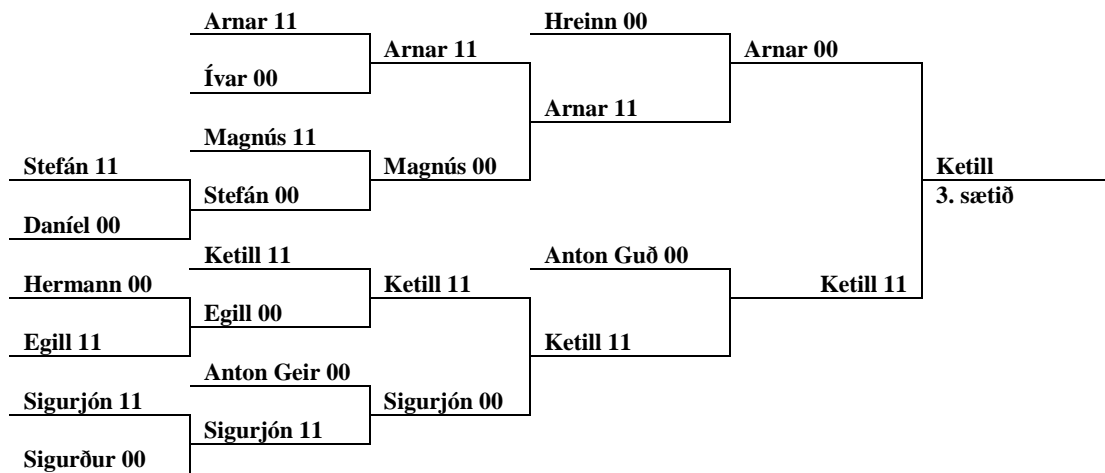 Arnar 11
Hreinn 00
Arnar 11
Arnar 00
Ívar 00
Arnar 11
Magnús 11
Stefán 11
Magnús 00
Ketill
Stefán 00
3. sætið
Daníel 00
Ketill 11
Anton Guð 00
Hermann 00
Ketill 11
Ketill 11
Egill 00
Egill 11
Ketill 11
Anton Geir 00
Sigurjón 11
Sigurjón 00
Sigurjón 11
Sigurður 00